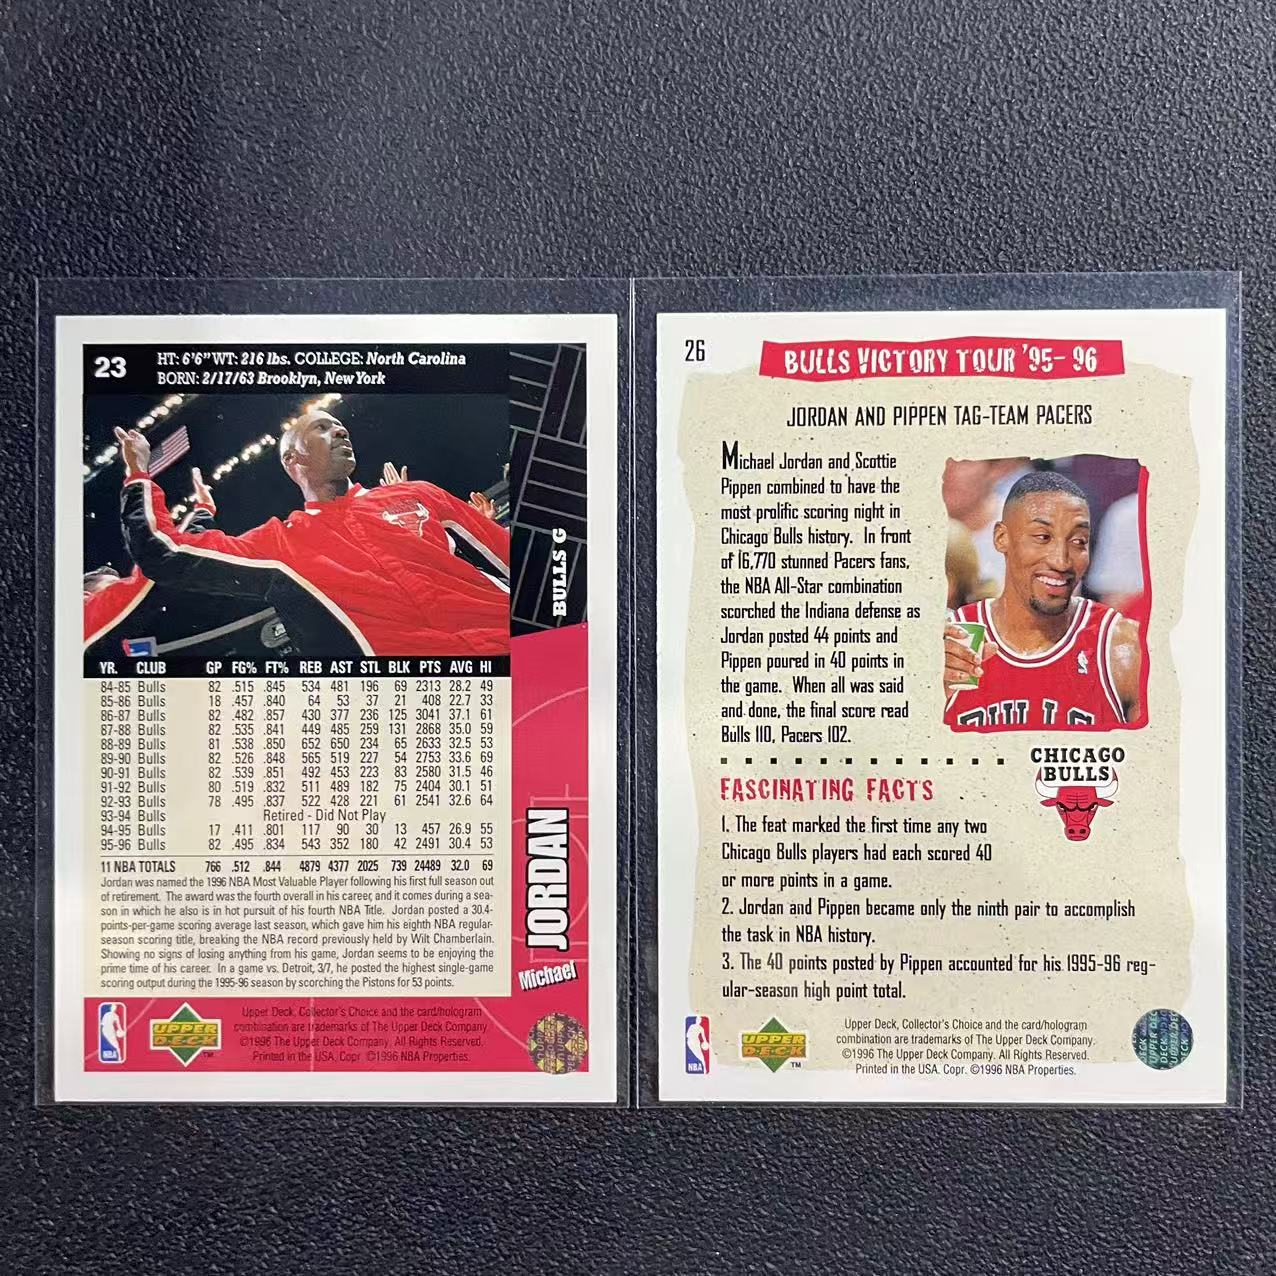 23
HT: 6'6" WT: 216 lbs. COLLEGE: North Carolina
BORN: 2/17/63 Brooklyn, New York
BULLS G
YR. CLUB GP FG% FT% REB AST STL BLK PTS AVG HI
84-85 Bulls 82 .515 .845 534 481 196 69 2313 28.2 49
85-86 Bulls 18 .457 .840 64 53 37 21 408 22.7 33
86-87 Bulls 82 .482 .857 430 377 236 125 3041 37.1 61
87-88 Bulls 82 .535 .841 449 485 259 131 2868 35.0 59
88-89 Bulls 81 .538 .850 652 650 234 65 2633 32.5 53
89-90 Bulls 82 .526 .848 565 519 227 54 2753 33.6 69
90-91 Bulls 82 .539 .851 492 453 223 83 2580 31.5 46
91-92 Bulls 80 .519 .832 511 489 182 75 2404 30.1 51
92-93 Bulls 78 .495 .837 522 428 221 61 2541 32.6 64
93-94 Bulls Retired - Did Not Play
94-95 Bulls 17 .411 .801 117 90 30 13 457 26.9 55
95-96 Bulls 82 .495 .834 543 352 180 42 2491 30.4 53
11 NBA TOTALS 766 .512 .844 4879 4377 2025 739 24489 32.0 69
Jordan was named the 1996 NBA Most Valuable Player following his first full season out
of retirement. The award was the fourth overall in his career, and it comes during a sea-
son in which he also is in hot pursuit of his fourth NBA Title. Jordan posted a 30.4-
points-per-game scoring average last season, which gave him his eighth NBA regular-
season scoring title, breaking the NBA record previously held by Wilt Chamberlain.
Showing no signs of losing anything from his game, Jordan seems to be enjoying the
prime time of his career. In a game vs. Detroit, 3/7, he posted the highest single-game
scoring output during the 1995-96 season by scorching the Pistons for 53 points.
Michael
JORDAN
NBA
UPPER
DECK
TM
Upper Deck, Collector's Choice and the card/hologram
combination are trademarks of The Upper Deck Company.
©1996 The Upper Deck Company. All Rights Reserved.
Printed in the USA. Copr. ©1996 NBA Properties.
26
BULLS VICTORY TOUR '95-96
JORDAN AND PIPPEN TAG-TEAM PACERS
Michael Jordan and Scottie
Pippen combined to have the
most prolific scoring night in
Chicago Bulls history. In front
of 16,770 stunned Pacers fans,
the NBA All-Star combination
scorched the Indiana defense as
Jordan posted 44 points and
Pippen poured in 40 points in
the game. When all was said
and done, the final score read
Bulls 110, Pacers 102.
BULLS
CHICAGO
BULLS
FASCINATING FACTS
1. The feat marked the first time any two
Chicago Bulls players had each scored 40
or more points in a game.
2. Jordan and Pippen became only the ninth pair to accomplish
the task in NBA history.
3. The 40 points posted by Pippen accounted for his 1995-96 reg-
ular-season high point total.
NBA
UPPER
DECK
TM
Upper Deck, Collector's Choice and the card/hologram
combination are trademarks of The Upper Deck Company.
©1996 The Upper Deck Company. All Rights Reserved.
Printed in the USA. Copr. ©1996 NBA Properties.
UPPER DECK